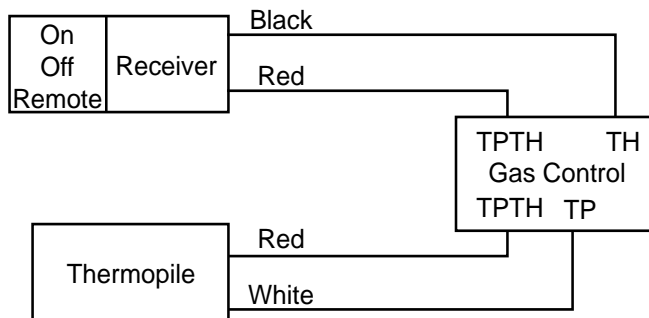 Black
On
Off
Remote
Receiver
Red
TPTH TH
Gas Control
TPTH TP
Red
Thermopile
White